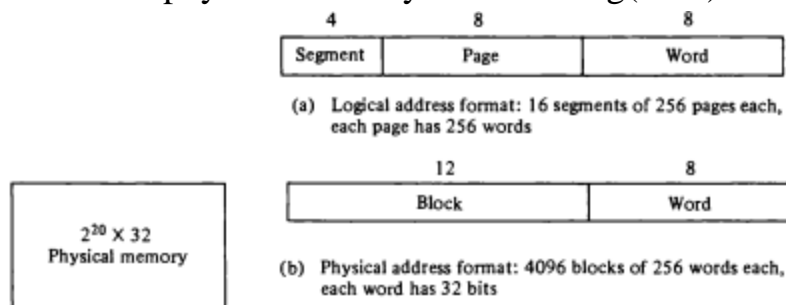 4 8 8
Segment Page Word
(a) Logical address format: 16 segments of 256 pages each,
each page has 256 words
12 8
Block Word
2^20 X 32
Physical memory
(b) Physical address format: 4096 blocks of 256 words each,
each word has 32 bits